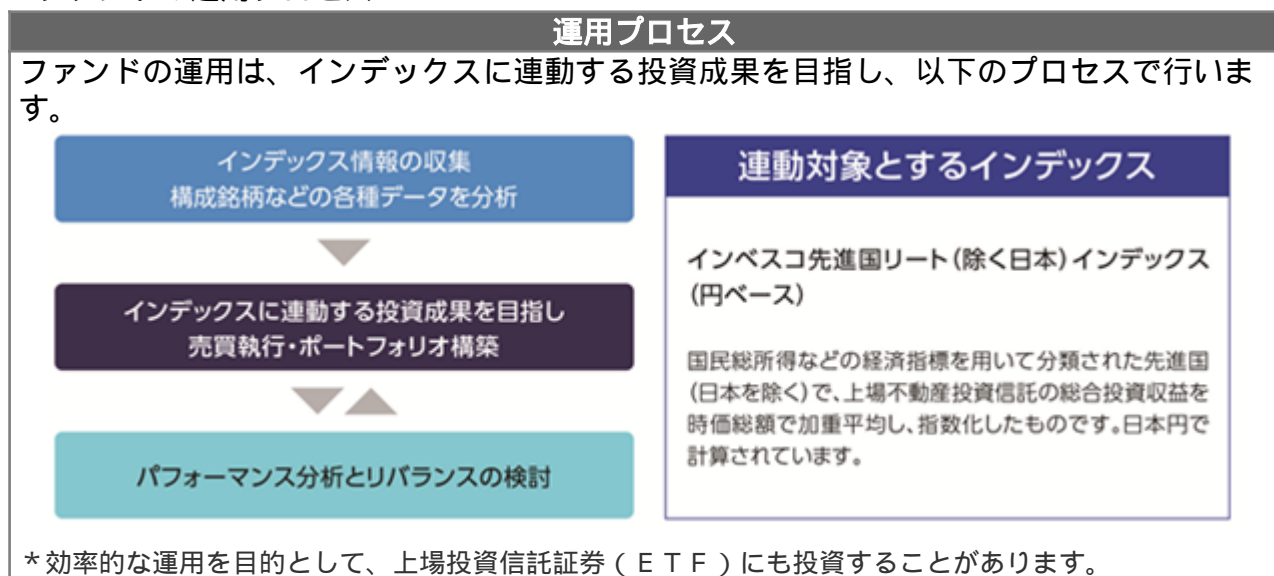 運用プロセス
ファンドの運用は、インデックスに連動する投資成果を目指し、以下のプロセスで行いま
す。
インデックス情報の収集
構成銘柄などの各種データを分析
インデックスに連動する投資成果を目指し
売買執行・ポートフォリオ構築
パフォーマンス分析とリバランスの検討
連動対象とするインデックス
インベスコ先進国リート(除く日本)インデックス
(円ベース)
国民総所得などの経済指標を用いて分類された先進国
(日本を除く)で、上場不動産投資信託の総合投資収益を
時価総額で加重平均し、指数化したものです。日本円で
計算されています。
＊効率的な運用を目的として、上場投資信託証券（ＥＴＦ）にも投資することがあります。